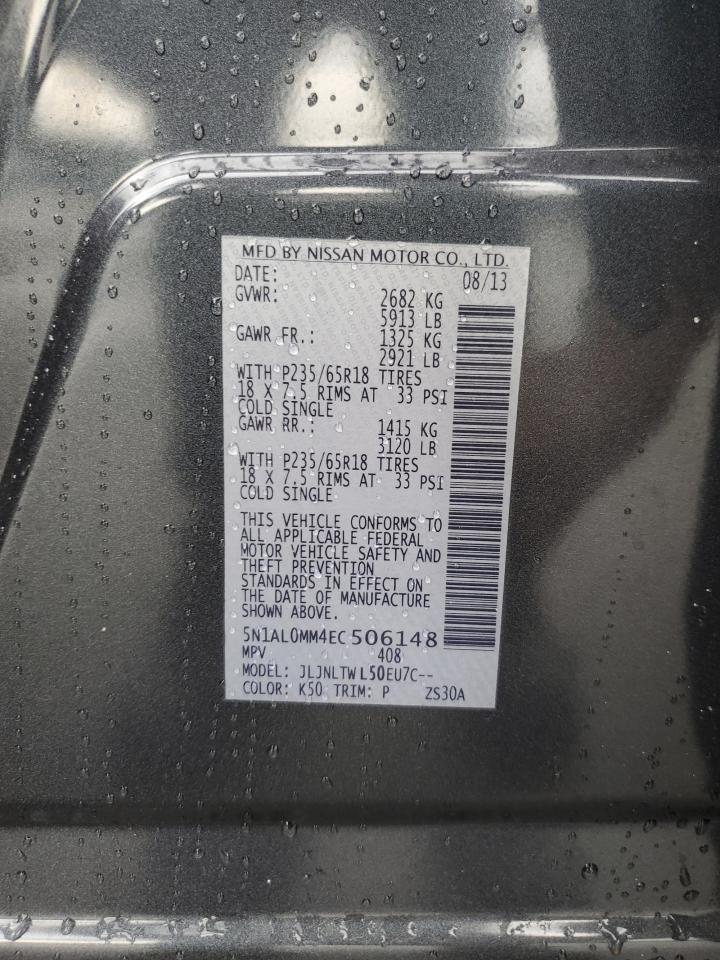 MFD BY NISSAN MOTOR CO., LTD.
DATE: 08/13
GVWR: 2682 KG
5913 LB
GAWR FR.: 1325 KG
2921 LB
WITH P235/65R18 TIRES
18 X 7.5 RIMS AT 33 PSI
COLD SINGLE
GAWR RR.: 1415 KG
3120 LB
WITH P235/65R18 TIRES
18 X 7.5 RIMS AT 33 PSI
COLD SINGLE
THIS VEHICLE CONFORMS TO
ALL APPLICABLE FEDERAL
MOTOR VEHICLE SAFETY AND
THEFT PREVENTION
STANDARDS IN EFFECT ON
THE DATE OF MANUFACTURE
SHOWN ABOVE.
5N1AL0MM4EC506148
MPV 408
MODEL: JLJNLTWL50EU7C--
COLOR: K50 TRIM: P ZS30A